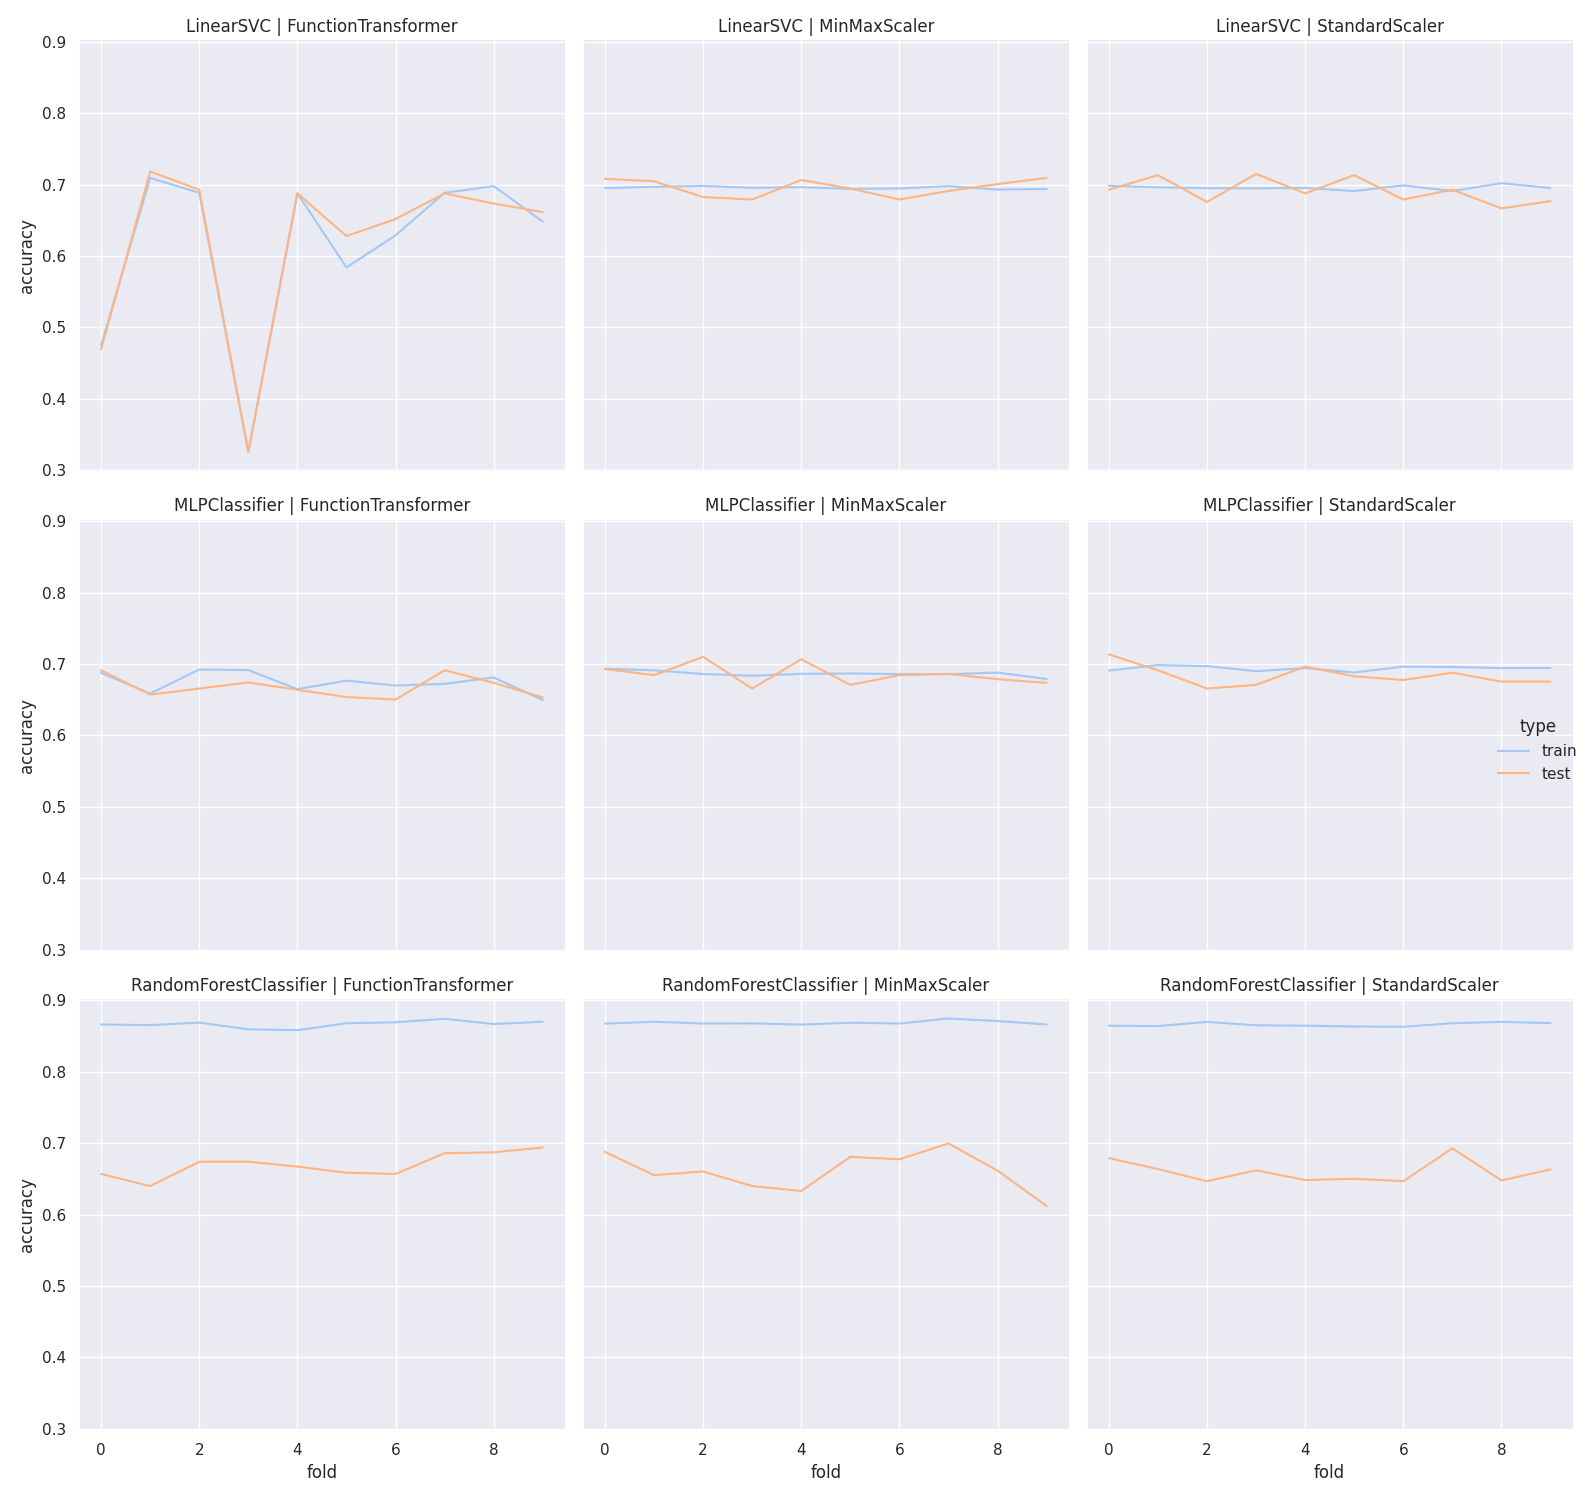 LinearSVC | FunctionTransformer
LinearSVC | MinMaxScaler
LinearSVC | StandardScaler
0.9
0.8
0.7
0.6
0.5
0.4
0.3
accuracy
MLPClassifier | FunctionTransformer
MLPClassifier | MinMaxScaler
MLPClassifier | StandardScaler
0.9
0.8
0.7
0.6
0.5
0.4
0.3
accuracy
type
train
test
RandomForestClassifier | FunctionTransformer
RandomForestClassifier | MinMaxScaler
RandomForestClassifier | StandardScaler
0.9
0.8
0.7
0.6
0.5
0.4
0.3
accuracy
0 2 4 6 8
0 2 4 6 8
0 2 4 6 8
fold
fold
fold